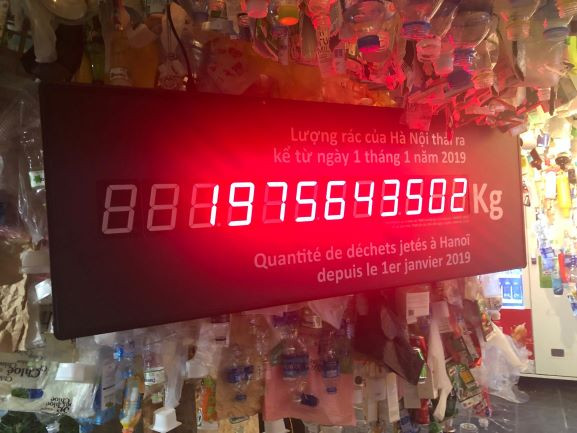 Lượng rác của Hà Nội thải ra
kể từ ngày 1 tháng 1 năm 2019
1975643502 Kg
Quantité de déchets jetés à Hanoï
depuis le 1er janvier 2019
Chloé